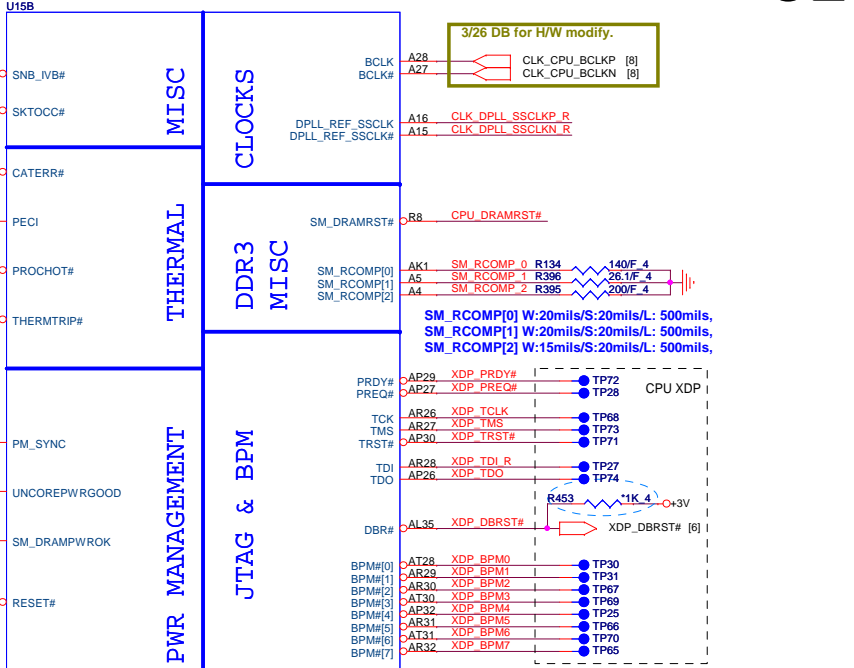 U15B
3/26 DB for H/W modify.
MISC
CLOCKS
SNB_IVB#
SKTOCC#
BCLK A28 CLK_CPU_BCLKP [8]
BCLK# A27 CLK_CPU_BCLKN [8]
DPLL_REF_SSCLK A16 CLK_DPLL_SSCLKP_R
DPLL_REF_SSCLK# A15 CLK_DPLL_SSCLKN_R
THERMAL
DDR3
MISC
CATERR#
PECI
PROCHOT#
THERMTRIP#
SM_DRAMRST# R8 CPU_DRAMRST#
SM_RCOMP[0] AK1 SM_RCOMP_0 R134 140/F_4
SM_RCOMP[1] A5 SM_RCOMP_1 R396 26.1/F_4
SM_RCOMP[2] A4 SM_RCOMP_2 R395 200/F_4
SM_RCOMP[0] W:20mils/S:20mils/L: 500mils,
SM_RCOMP[1] W:20mils/S:20mils/L: 500mils,
SM_RCOMP[2] W:15mils/S:20mils/L: 500mils,
PWR MANAGEMENT
JTAG & BPM
PM_SYNC
UNCOREPWRGOOD
SM_DRAMPWROK
RESET#
CPU XDP
PRDY# AP29 XDP_PRDY# TP72
PREQ# AP27 XDP_PREQ# TP28
TCK AR26 XDP_TCLK TP68
TMS AR27 XDP_TMS TP73
TRST# AP30 XDP_TRST# TP71
TDI AR28 XDP_TDI_R TP27
TDO AP26 XDP_TDO TP74
R453 *1K_4 +3V
DBR# AL35 XDP_DBRST# XDP_DBRST# [6]
BPM#[0] AT28 XDP_BPM0 TP30
BPM#[1] AR29 XDP_BPM1 TP31
BPM#[2] AR30 XDP_BPM2 TP67
BPM#[3] AT30 XDP_BPM3 TP69
BPM#[4] AP32 XDP_BPM4 TP25
BPM#[5] AR31 XDP_BPM5 TP66
BPM#[6] AT31 XDP_BPM6 TP70
BPM#[7] AR32 XDP_BPM7 TP65